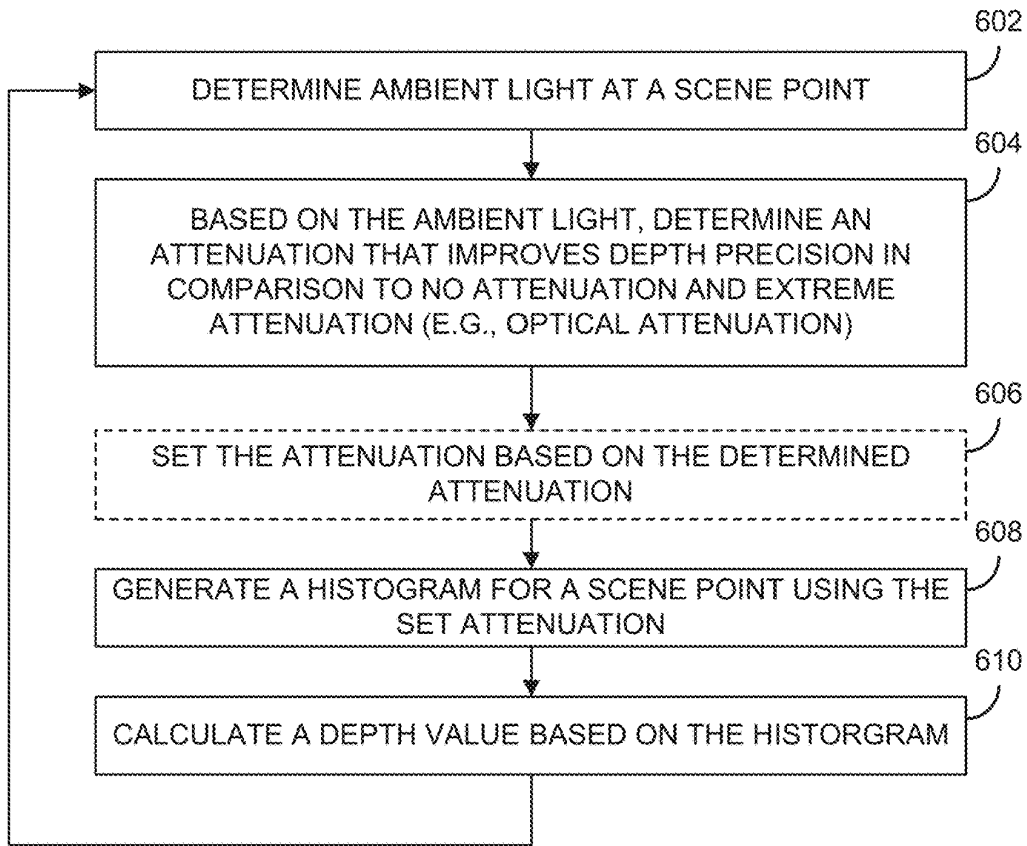 602
DETERMINE AMBIENT LIGHT AT A SCENE POINT
604
BASED ON THE AMBIENT LIGHT, DETERMINE AN
ATTENUATION THAT IMPROVES DEPTH PRECISION IN
COMPARISON TO NO ATTENUATION AND EXTREME
ATTENUATION (E.G., OPTICAL ATTENUATION)
606
SET THE ATTENUATION BASED ON THE DETERMINED
ATTENUATION
608
GENERATE A HISTOGRAM FOR A SCENE POINT USING THE
SET ATTENUATION
610
CALCULATE A DEPTH VALUE BASED ON THE HISTORGRAM